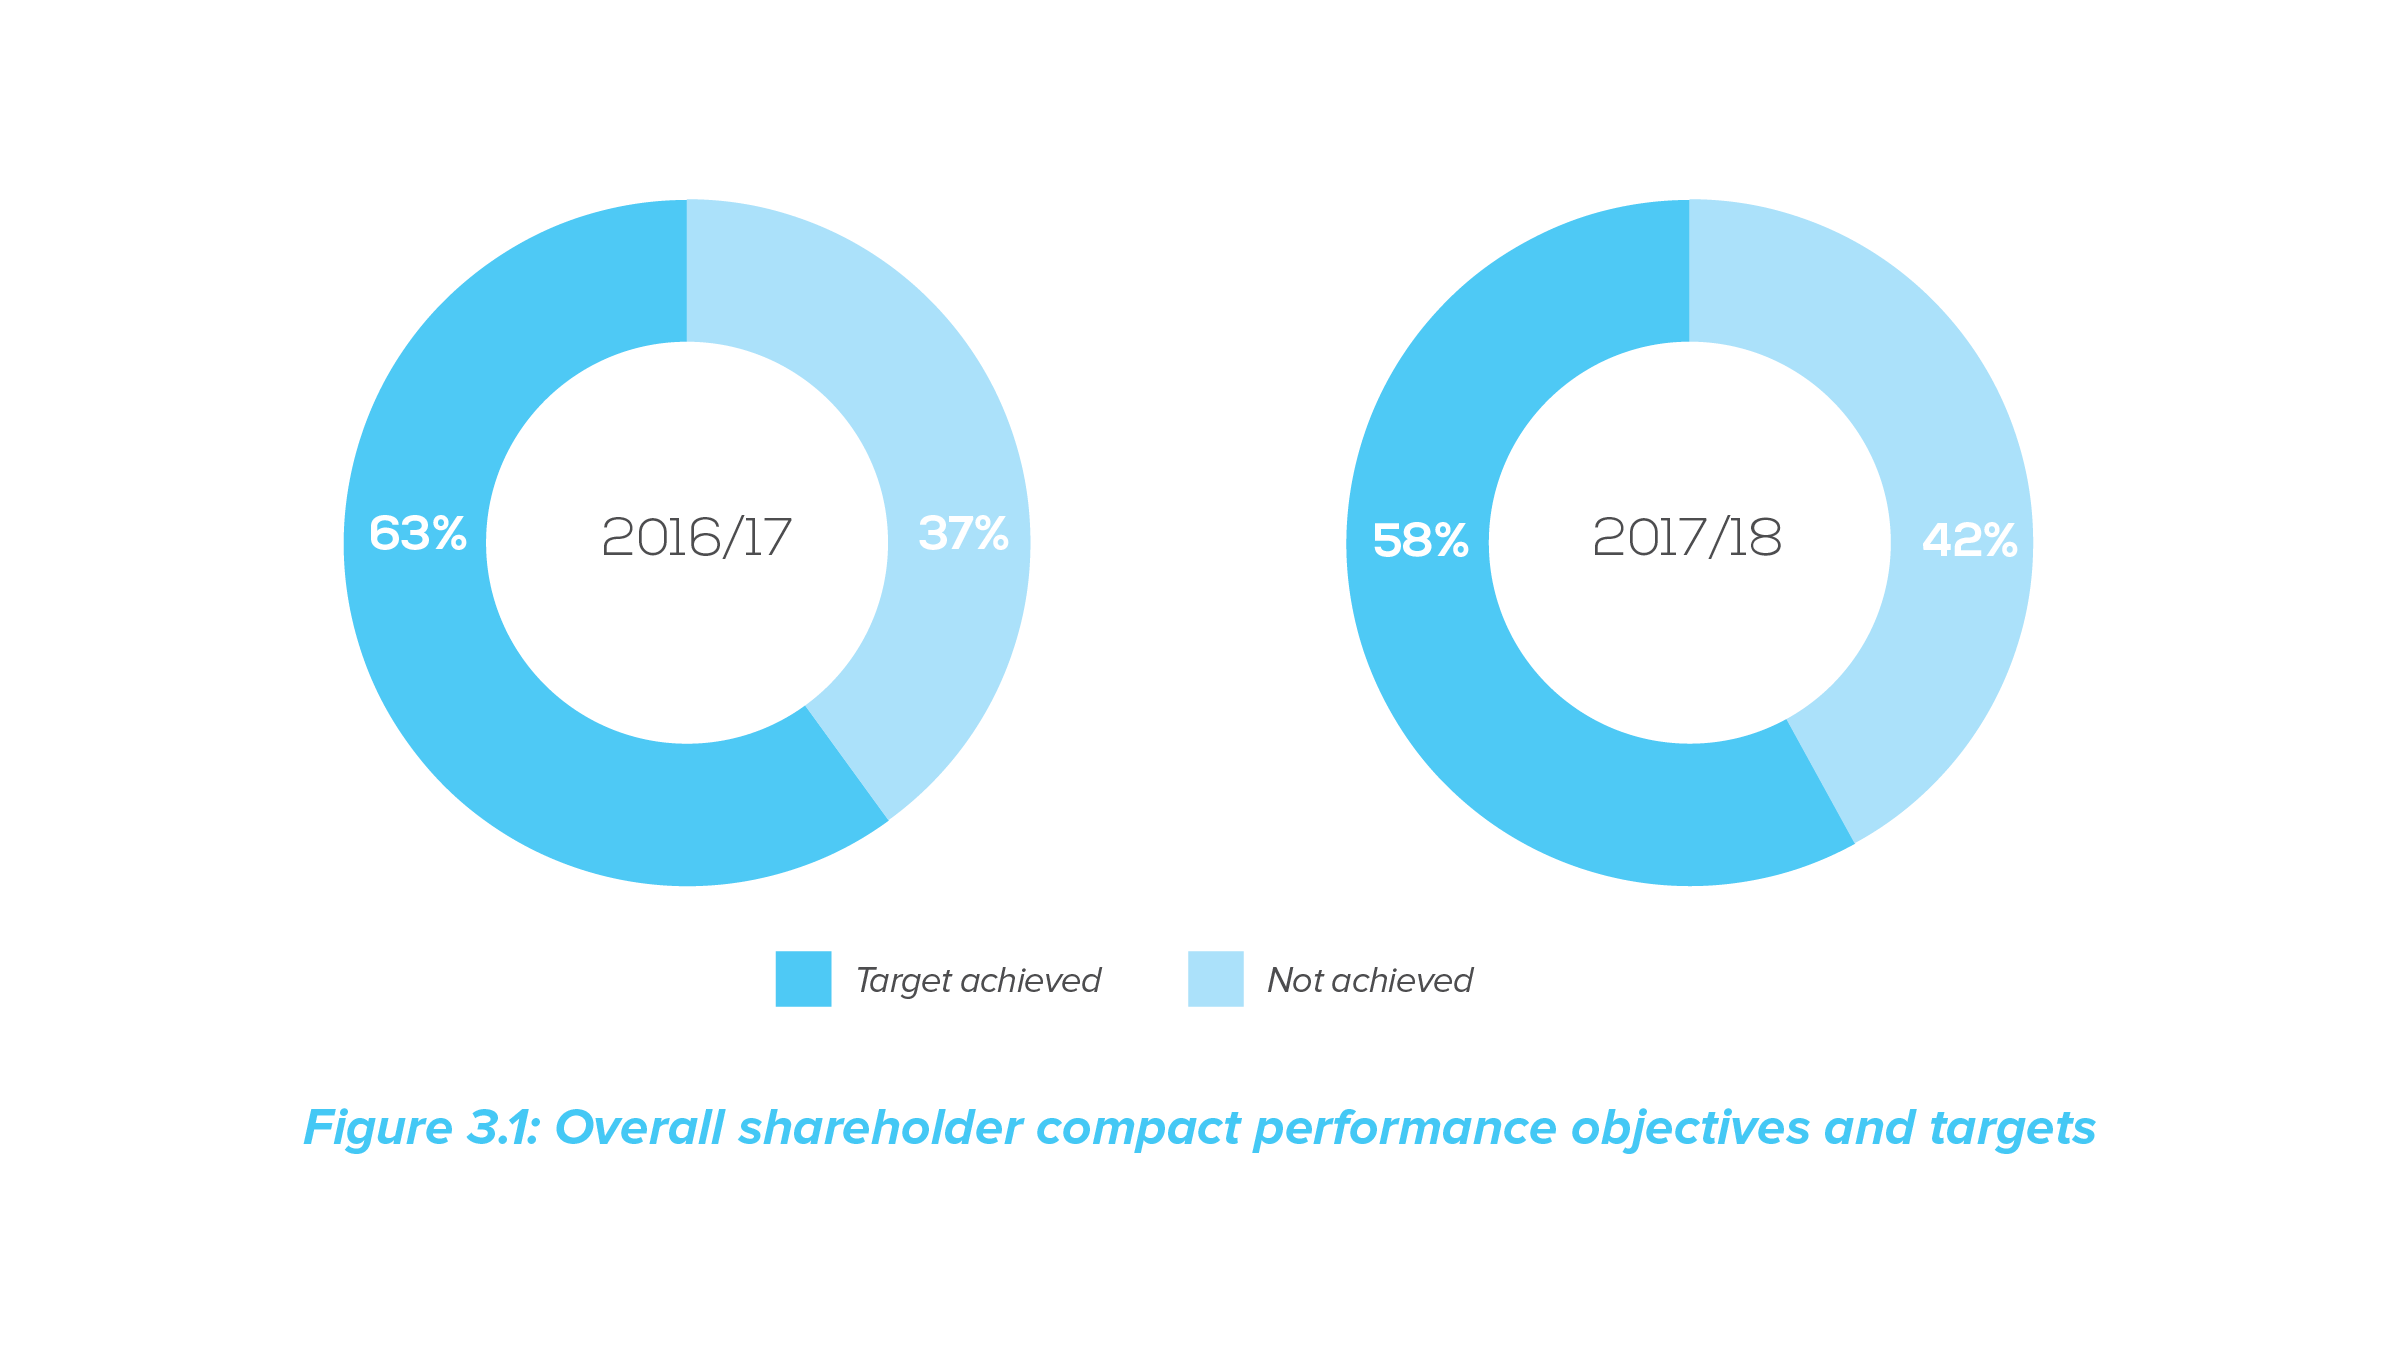 63%
2016/17
37%
58%
2017/18
42%
Target achieved
Not achieved
Figure 3.1: Overall shareholder compact performance objectives and targets